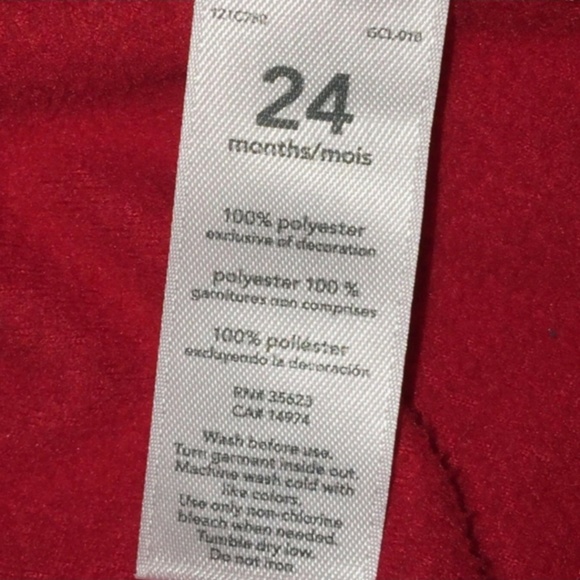 121C760
GCL-018
24
months/mois
100% polyester
exclusive of decoration
polyester 100 %
garnitures non comprises
100% poliéster
excluyendo la decoración
RN# 35623
CA# 14974
Wash before use.
Turn garment inside out.
Machine wash cold with
like colors.
Use only non-chlorine
bleach when needed.
Tumble dry low.
Do not iron